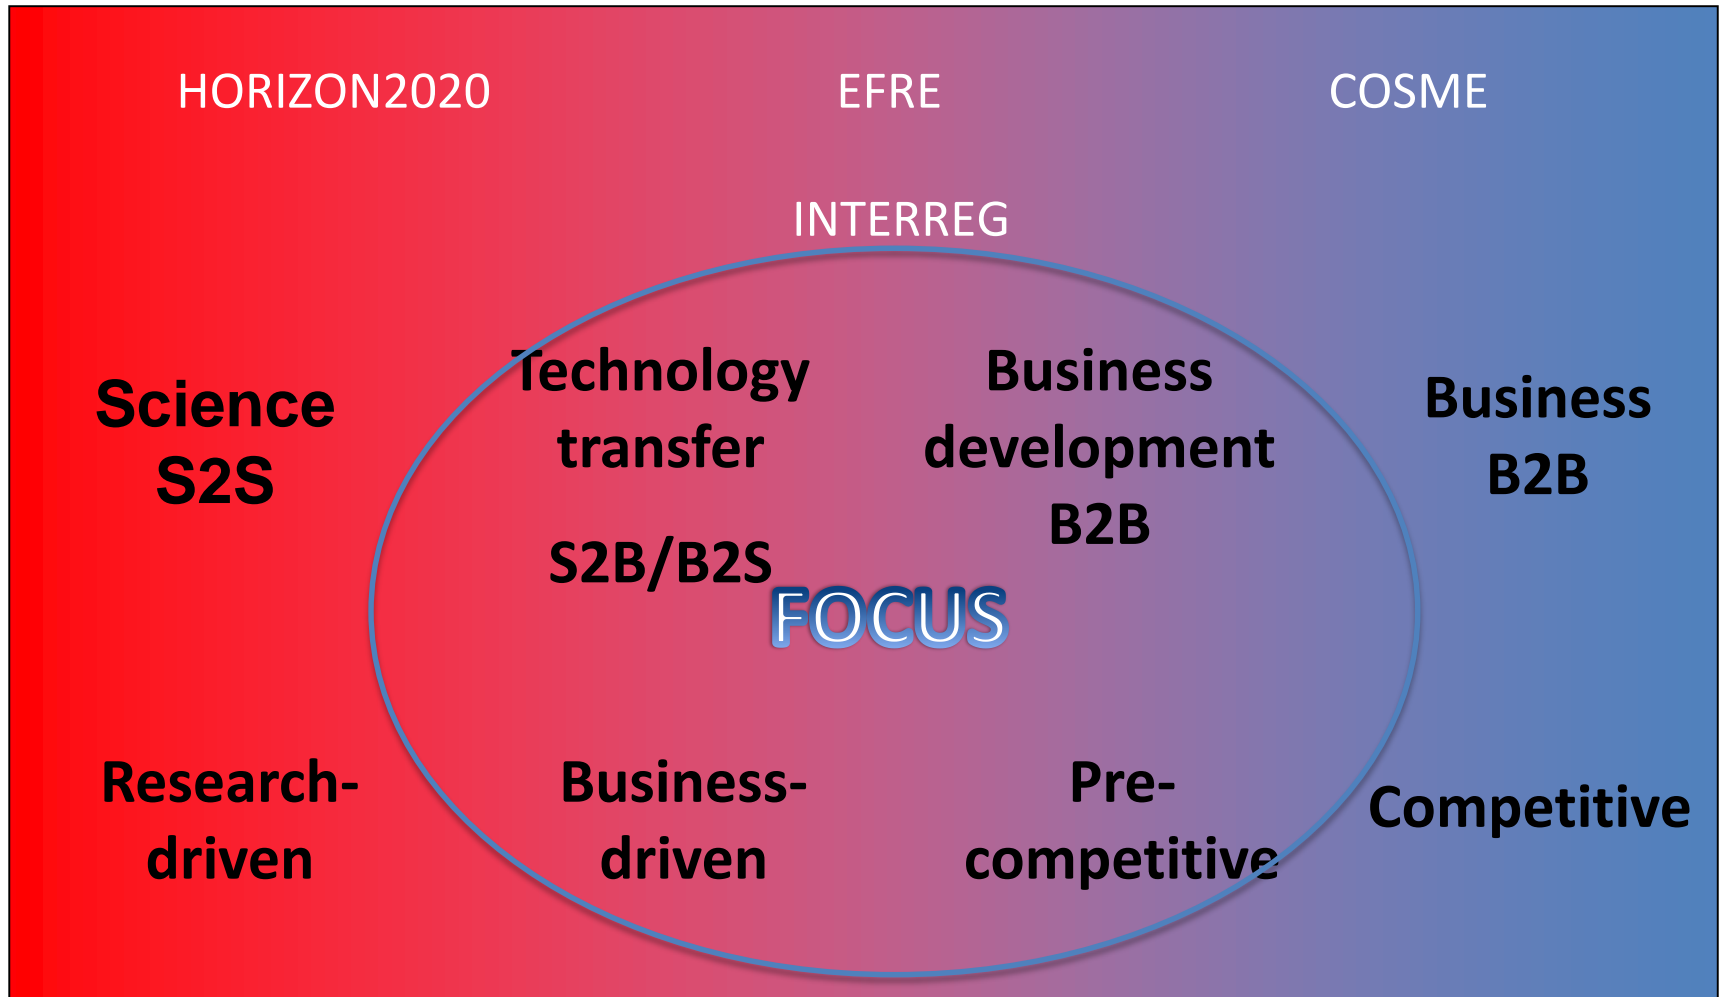 HORIZON2020
EFRE
COSME
INTERREG
Science
S2S
Technology
transfer
S2B/B2S
Business
development
B2B
Business
B2B
FOCUS
Research-
driven
Business-
driven
Pre-
competitive
Competitive